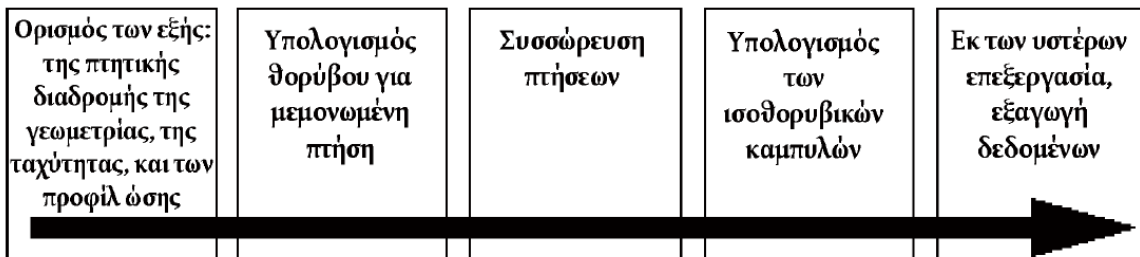 Ορισμός των εξής:
της πτητικής
διαδρομής της
γεωμετρίας, της
ταχύτητας, και των
προφίλ ώσης
Υπολογισμός
θορύβου για
μεμονωμένη
πτήση
Συσσώρευση
πτήσεων
Υπολογισμός
των
ισοθορυβικών
καμπυλών
Εκ των υστέρων
επεξεργασία,
εξαγωγή
δεδομένων